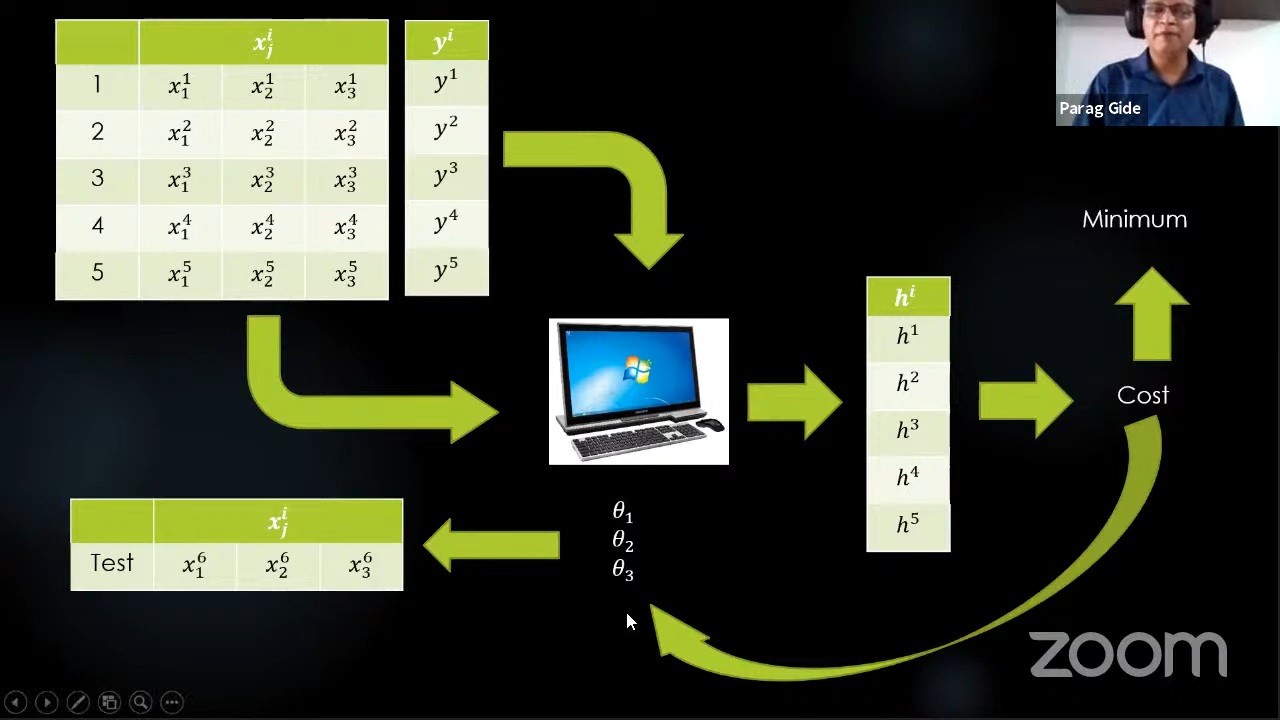 x_j^i y^i
1 x_1^1 x_2^1 x_3^1 y^1
2 x_1^2 x_2^2 x_3^2 y^2
3 x_1^3 x_2^3 x_3^3 y^3
4 x_1^4 x_2^4 x_3^4 y^4
5 x_1^5 x_2^5 x_3^5 y^5
Parag Gide
Minimum
h^i
h^1
h^2
h^3
h^4
h^5
Cost
θ_1
θ_2
θ_3
x_j^i
Test x_1^6 x_2^6 x_3^6
zoom